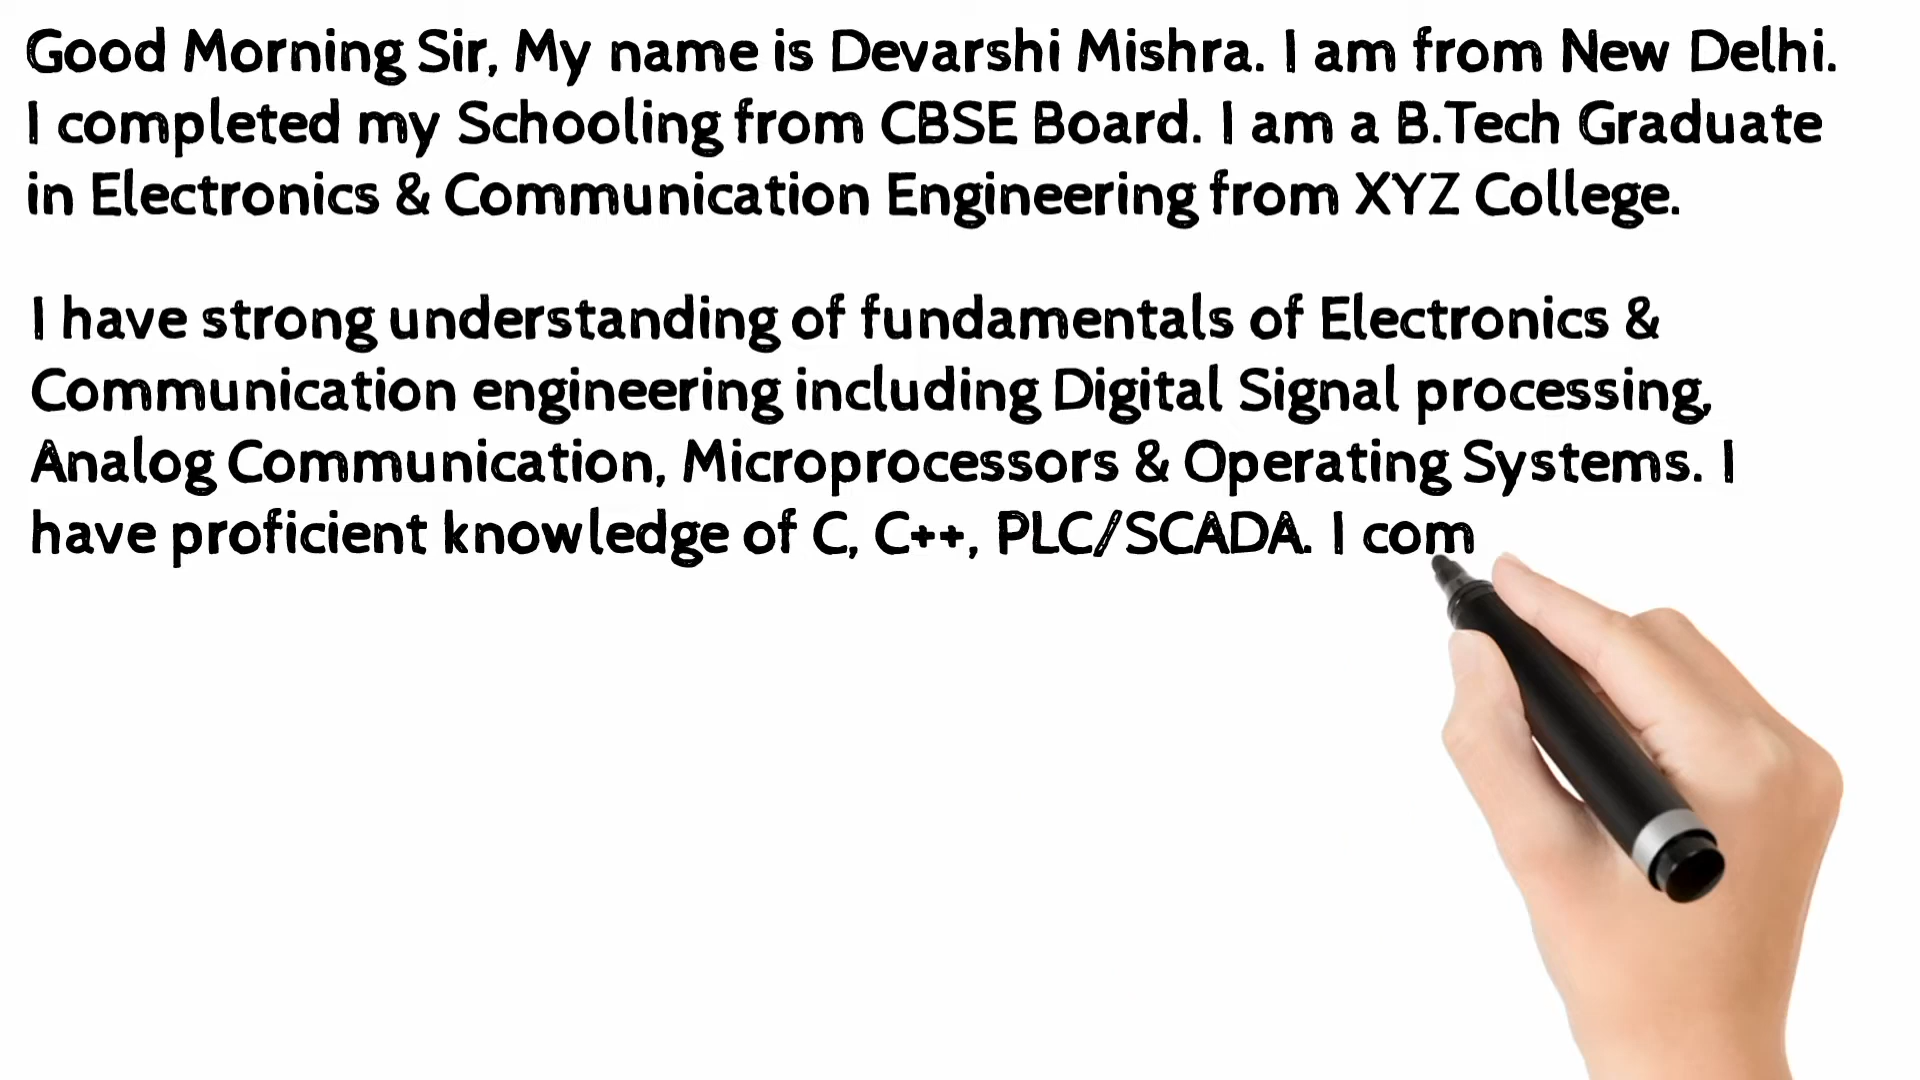 Good Morning Sir, My name is Devarshi Mishra. I am from New Delhi.
I completed my Schooling from CBSE Board. I am a B.Tech Graduate
in Electronics & Communication Engineering from XYZ College.
I have strong understanding of fundamentals of Electronics &
Communication engineering including Digital Signal processing,
Analog Communication, Microprocessors & Operating Systems. I
have proficient knowledge of C, C++, PLC/SCADA. I com